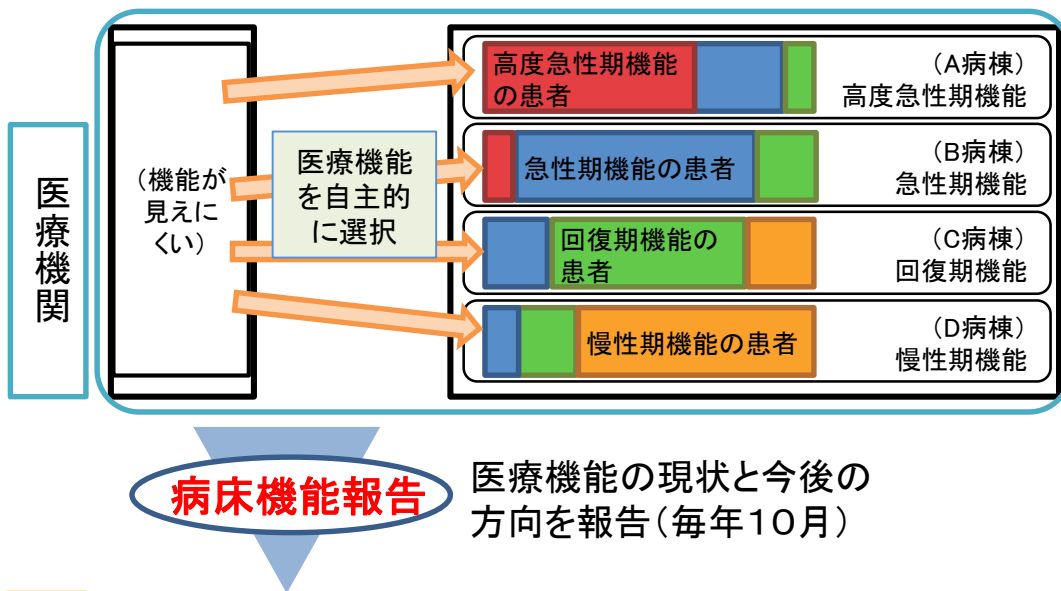 医療機関
(機能が
見えに
くい)
医療機能
を自主的
に選択
高度急性期機能
の患者
(A病棟)
高度急性期機能
急性期機能の患者
(B病棟)
急性期機能
回復期機能の
患者
(C病棟)
回復期機能
慢性期機能の患者
(D病棟)
慢性期機能
病床機能報告
医療機能の現状と今後の
方向を報告(毎年10月)